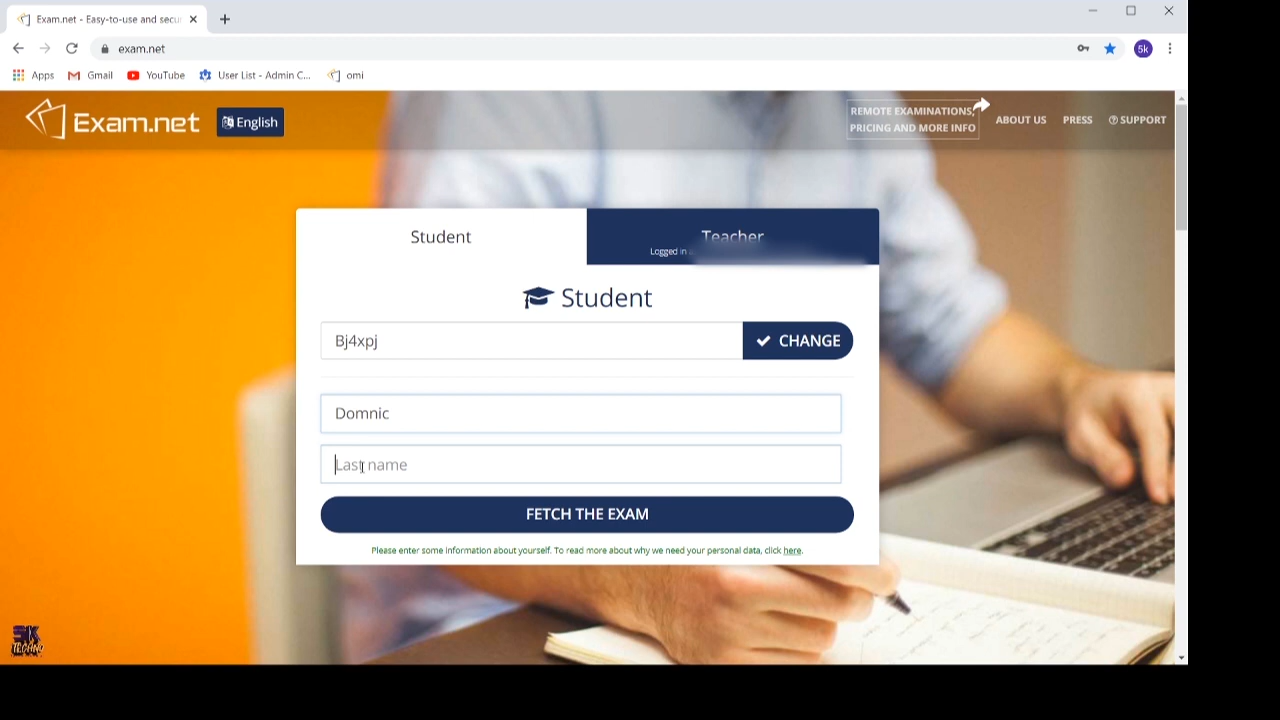 Exam.net - Easy-to-use and secu
exam.net
5k
Apps Gmail YouTube User List - Admin C... omi
Exam.net English
REMOTE EXAMINATIONS,
PRICING AND MORE INFO
ABOUT US PRESS SUPPORT
Student Teacher
Logged in
Student
Bj4xpj CHANGE
Domnic
Last name
FETCH THE EXAM
Please enter some information about yourself. To read more about why we need your personal data, click here.
SK
TECHNO